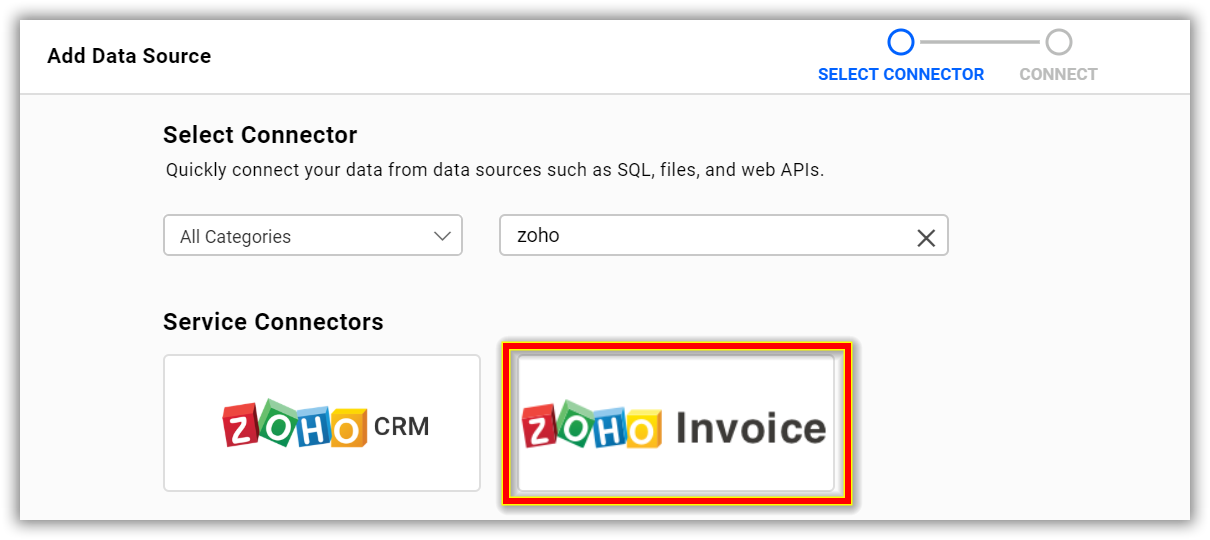 Add Data Source
SELECT CONNECTOR
CONNECT
Select Connector
Quickly connect your data from data sources such as SQL, files, and web APIs.
All Categories
zoho
Service Connectors
ZOHO CRM
ZOHO Invoice